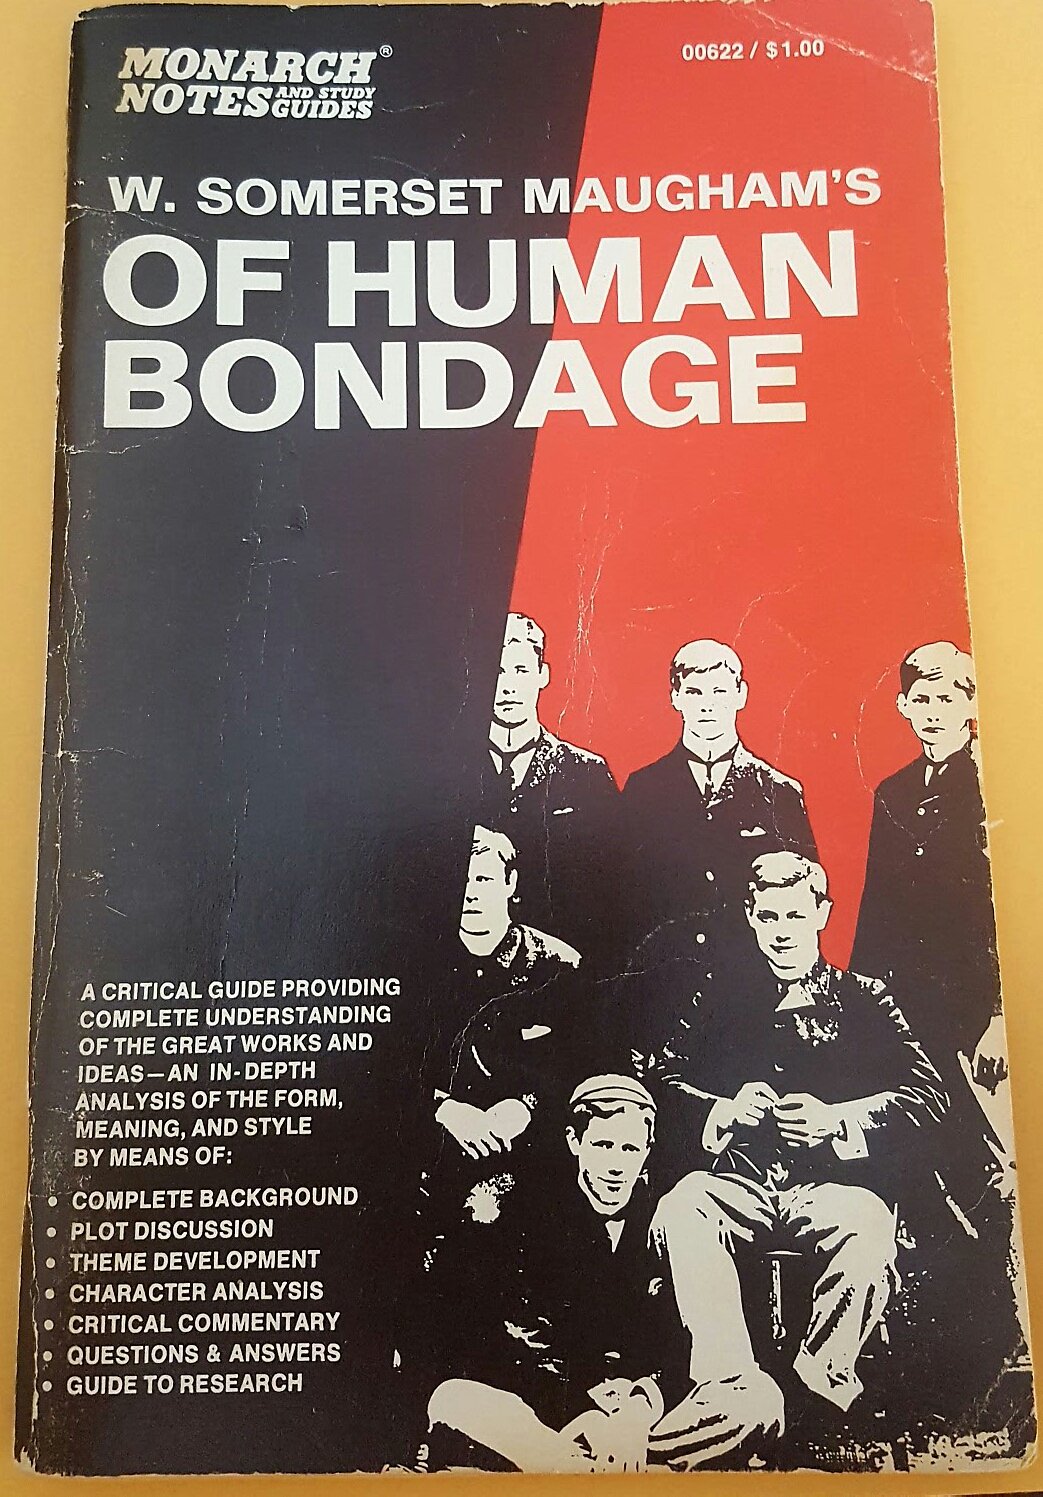 MONARCH®
NOTES AND STUDY GUIDES
00622 / $1.00
W. SOMERSET MAUGHAM'S
OF HUMAN
BONDAGE
A CRITICAL GUIDE PROVIDING
COMPLETE UNDERSTANDING
OF THE GREAT WORKS AND
IDEAS—AN IN-DEPTH
ANALYSIS OF THE FORM,
MEANING, AND STYLE
BY MEANS OF:
• COMPLETE BACKGROUND
• PLOT DISCUSSION
• THEME DEVELOPMENT
• CHARACTER ANALYSIS
• CRITICAL COMMENTARY
• QUESTIONS & ANSWERS
• GUIDE TO RESEARCH